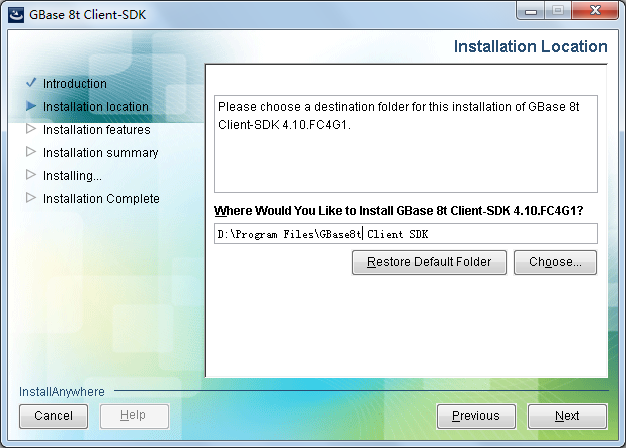 GBase 8t Client-SDK
Installation Location
Introduction
Installation location
Installation features
Installation summary
Installing...
Installation Complete
Please choose a destination folder for this installation of GBase 8t
Client-SDK 4.10.FC4G1.
Where Would You Like to Install GBase 8t Client-SDK 4.10.FC4G1?
D:\Program Files\GBase8t Client SDK
Restore Default Folder
Choose...
InstallAnywhere
Cancel
Help
Previous
Next